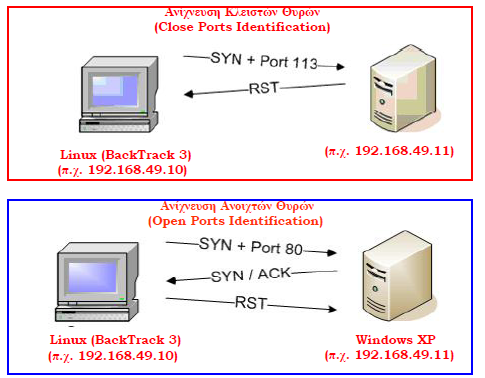 Ανίχνευση Κλειστών Θυρών
(Close Ports Identification)
SYN + Port 113
RST
Linux (BackTrack 3)
(π.χ. 192.168.49.10)
(π.χ. 192.168.49.11)
Ανίχνευση Ανοιχτών Θυρών
(Open Ports Identification)
SYN + Port 80
SYN / ACK
RST
Linux (BackTrack 3)
(π.χ. 192.168.49.10)
Windows XP
(π.χ. 192.168.49.11)